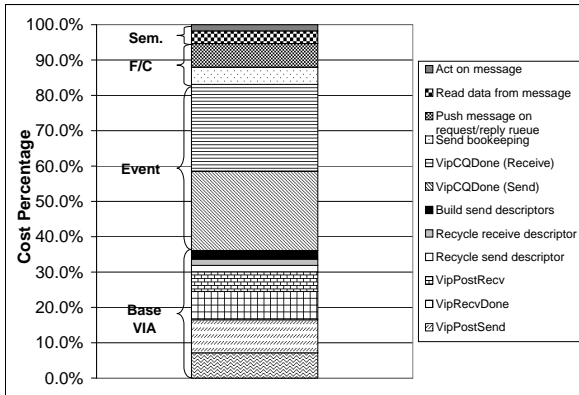 100.0%
90.0%
80.0%
70.0%
60.0%
50.0%
40.0%
30.0%
20.0%
10.0%
0.0%
Cost Percentage
Sem.
F/C
Event
Base
VIA
Act on message
Read data from message
Push message on
request/reply rueue
Send bookeeping
VipCQDone (Receive)
VipCQDone (Send)
Build send descriptors
Recycle receive descriptor
Recycle send descriptor
VipPostRecv
VipRecvDone
VipPostSend